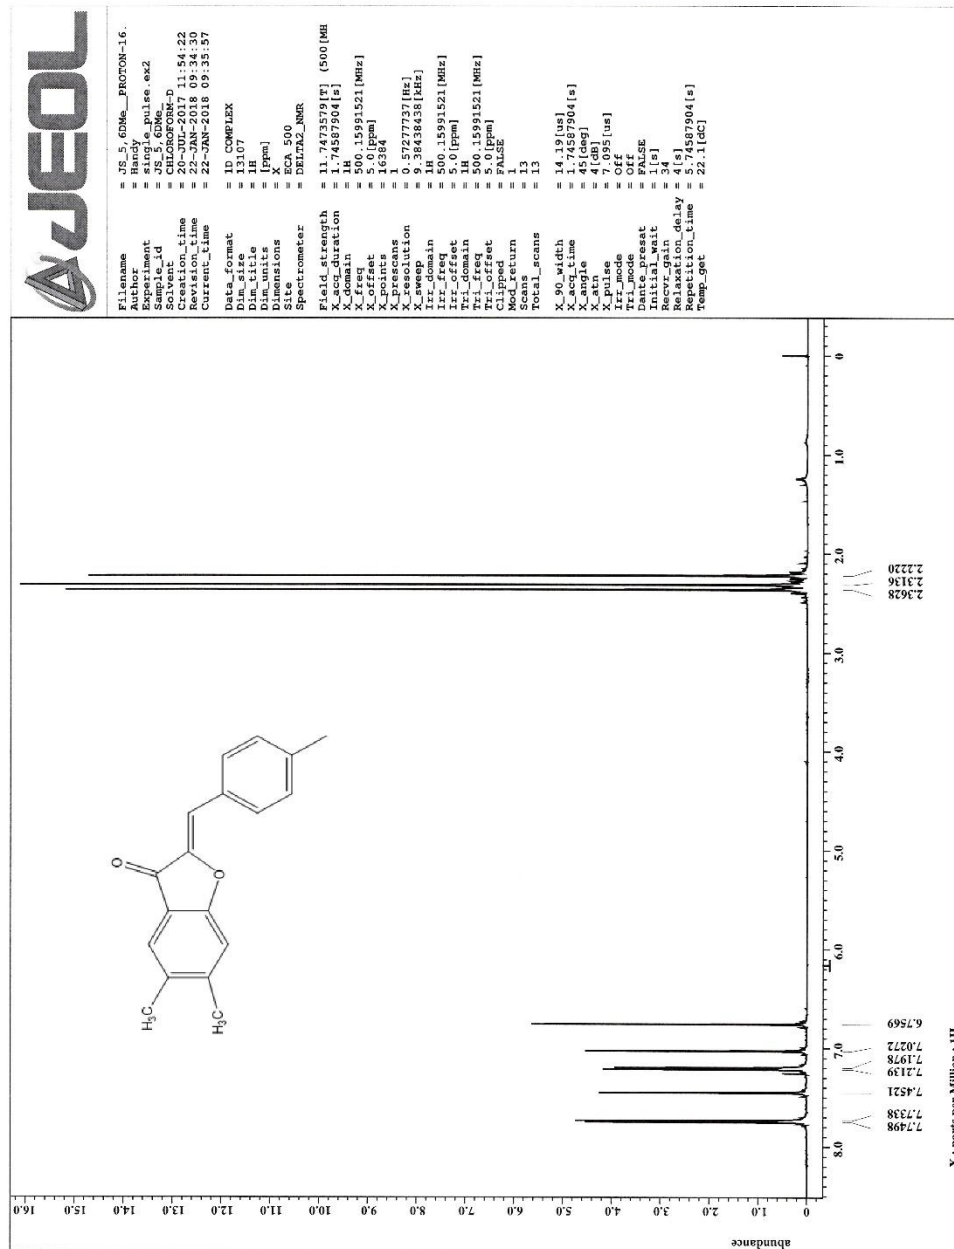 JEOL
Filename = JS_5,6DMe__PROTON-16.
Author = Handy
Experiment = single_pulse.ex2
Sample_id = JS_5,6DMe_
Solvent = CHLOROFORM-D
Creation_time = 20-JUL-2017 11:54:22
Revision_time = 22-JAN-2018 09:34:30
Current_time = 22-JAN-2018 09:35:57
Data_format = 1D COMPLEX
Dim_size = 13107
Dim_title = 1H
Dim_units = [ppm]
Dimensions = X
Site = ECA 500
Spectrometer = DELTA2_NMR
Field_strength = 11.7473579[T] (500[MH
X_acq_duration = 1.74587904[s]
X_domain = 1H
X_freq = 500.15991521[MHz]
X_offset = 5.0[ppm]
X_points = 16384
X_prescans = 1
X_resolution = 0.57277737[Hz]
X_sweep = 9.38438438[kHz]
Irr_domain = 1H
Irr_freq = 500.15991521[MHz]
Irr_offset = 5.0[ppm]
Tri_domain = 1H
Tri_freq = 500.15991521[MHz]
Tri_offset = 5.0[ppm]
Clipped = FALSE
Mod_return = 1
Scans = 13
Total_scans = 13
X_90_width = 14.19[us]
X_acq_time = 1.74587904[s]
X_angle = 45[deg]
X_atn = 4[dB]
X_pulse = 7.095[us]
Irr_mode = Off
Tri_mode = Off
Dante_presat = FALSE
Initial_wait = 1[s]
Recvr_gain = 34
Relaxation_delay = 4[s]
Repetition_time = 5.74587904[s]
Temp_get = 22.1[dC]
O
O
H3C
H3C
abundance
0 1.0 2.0 3.0 4.0 5.0 6.0 7.0 8.0 9.0 10.0 11.0 12.0 13.0 14.0 15.0 16.0
8.0 7.0 6.0 5.0 4.0 3.0 2.0 1.0 0
7.7498
7.7338
7.4521
7.2139
7.1978
7.0272
6.7569
2.3628
2.3136
2.2220
X : parts per Million : 1H